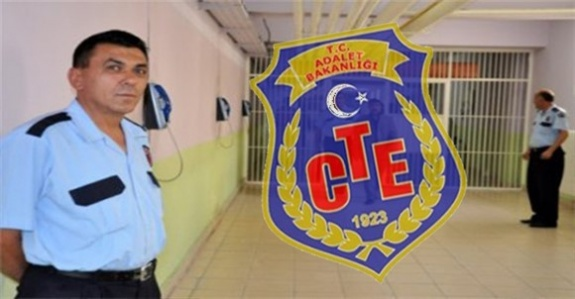 T.C.
ADALET
BAKANLIĞI
CTE
1923